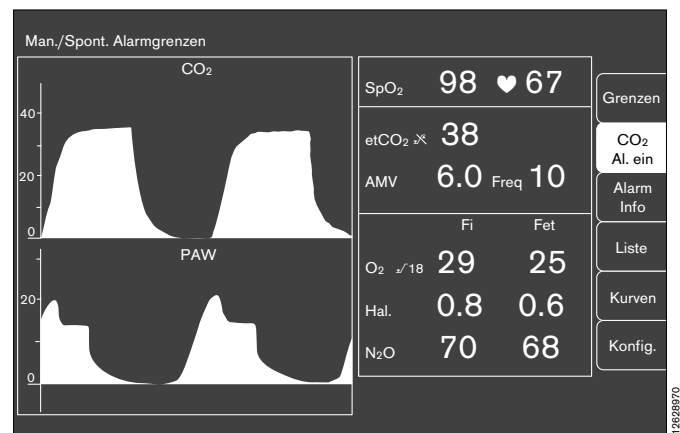 Man./Spont. Alarmgrenzen
CO₂
40
20
0
PAW
20
0
SpO₂ 98 ♥ 67
etCO₂ 38
AMV 6.0 Freq 10
Fi Fet
O₂ 18 29 25
Hal. 0.8 0.6
N₂O 70 68
Grenzen
CO₂
Al. ein
Alarm
Info
Liste
Kurven
Konfig.
12628970